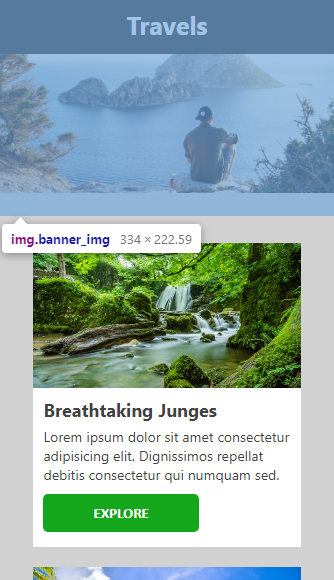 Travels
img.banner_img 334 × 222.59
Breathtaking Junges
Lorem ipsum dolor sit amet consectetur
adipisicing elit. Dignissimos repellat
debitis consectetur qui numquam sed.
EXPLORE